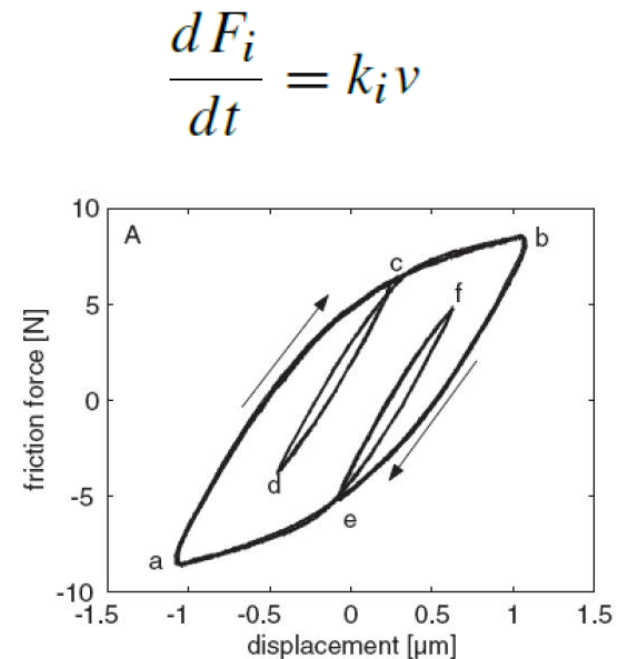 dF_i/dt = k_i v
10
A
b
c
5
f
friction force [N]
0
d
-5
e
a
-10
-1.5 -1 -0.5 0 0.5 1 1.5
displacement [µm]